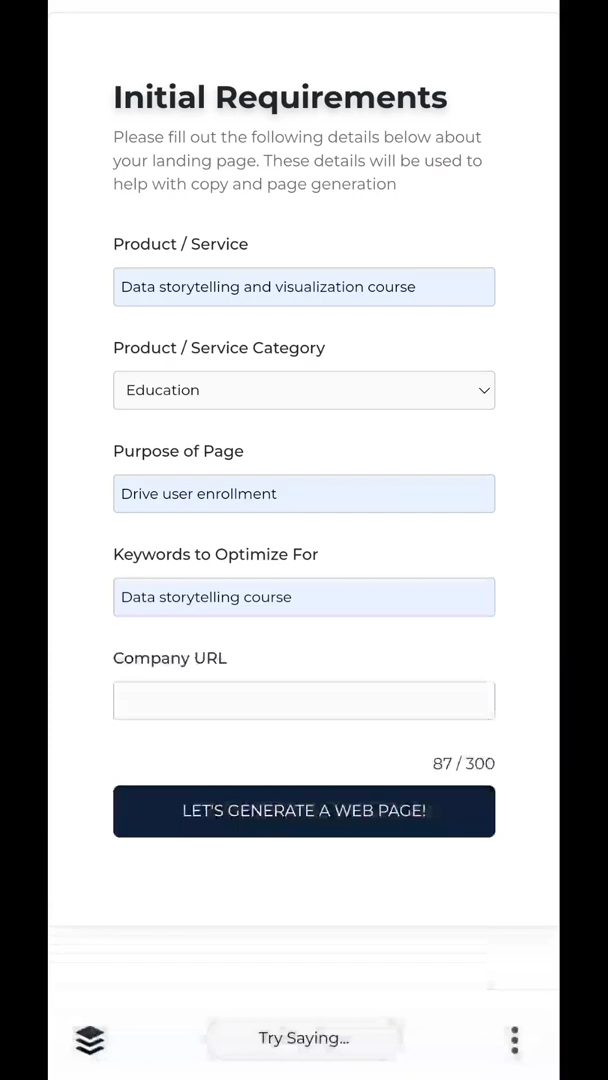 Initial Requirements
Please fill out the following details below about
your landing page. These details will be used to
help with copy and page generation
Product / Service
Data storytelling and visualization course
Product / Service Category
Education
Purpose of Page
Drive user enrollment
Keywords to Optimize For
Data storytelling course
Company URL
87 / 300
LET'S GENERATE A WEB PAGE!
Try Saying...